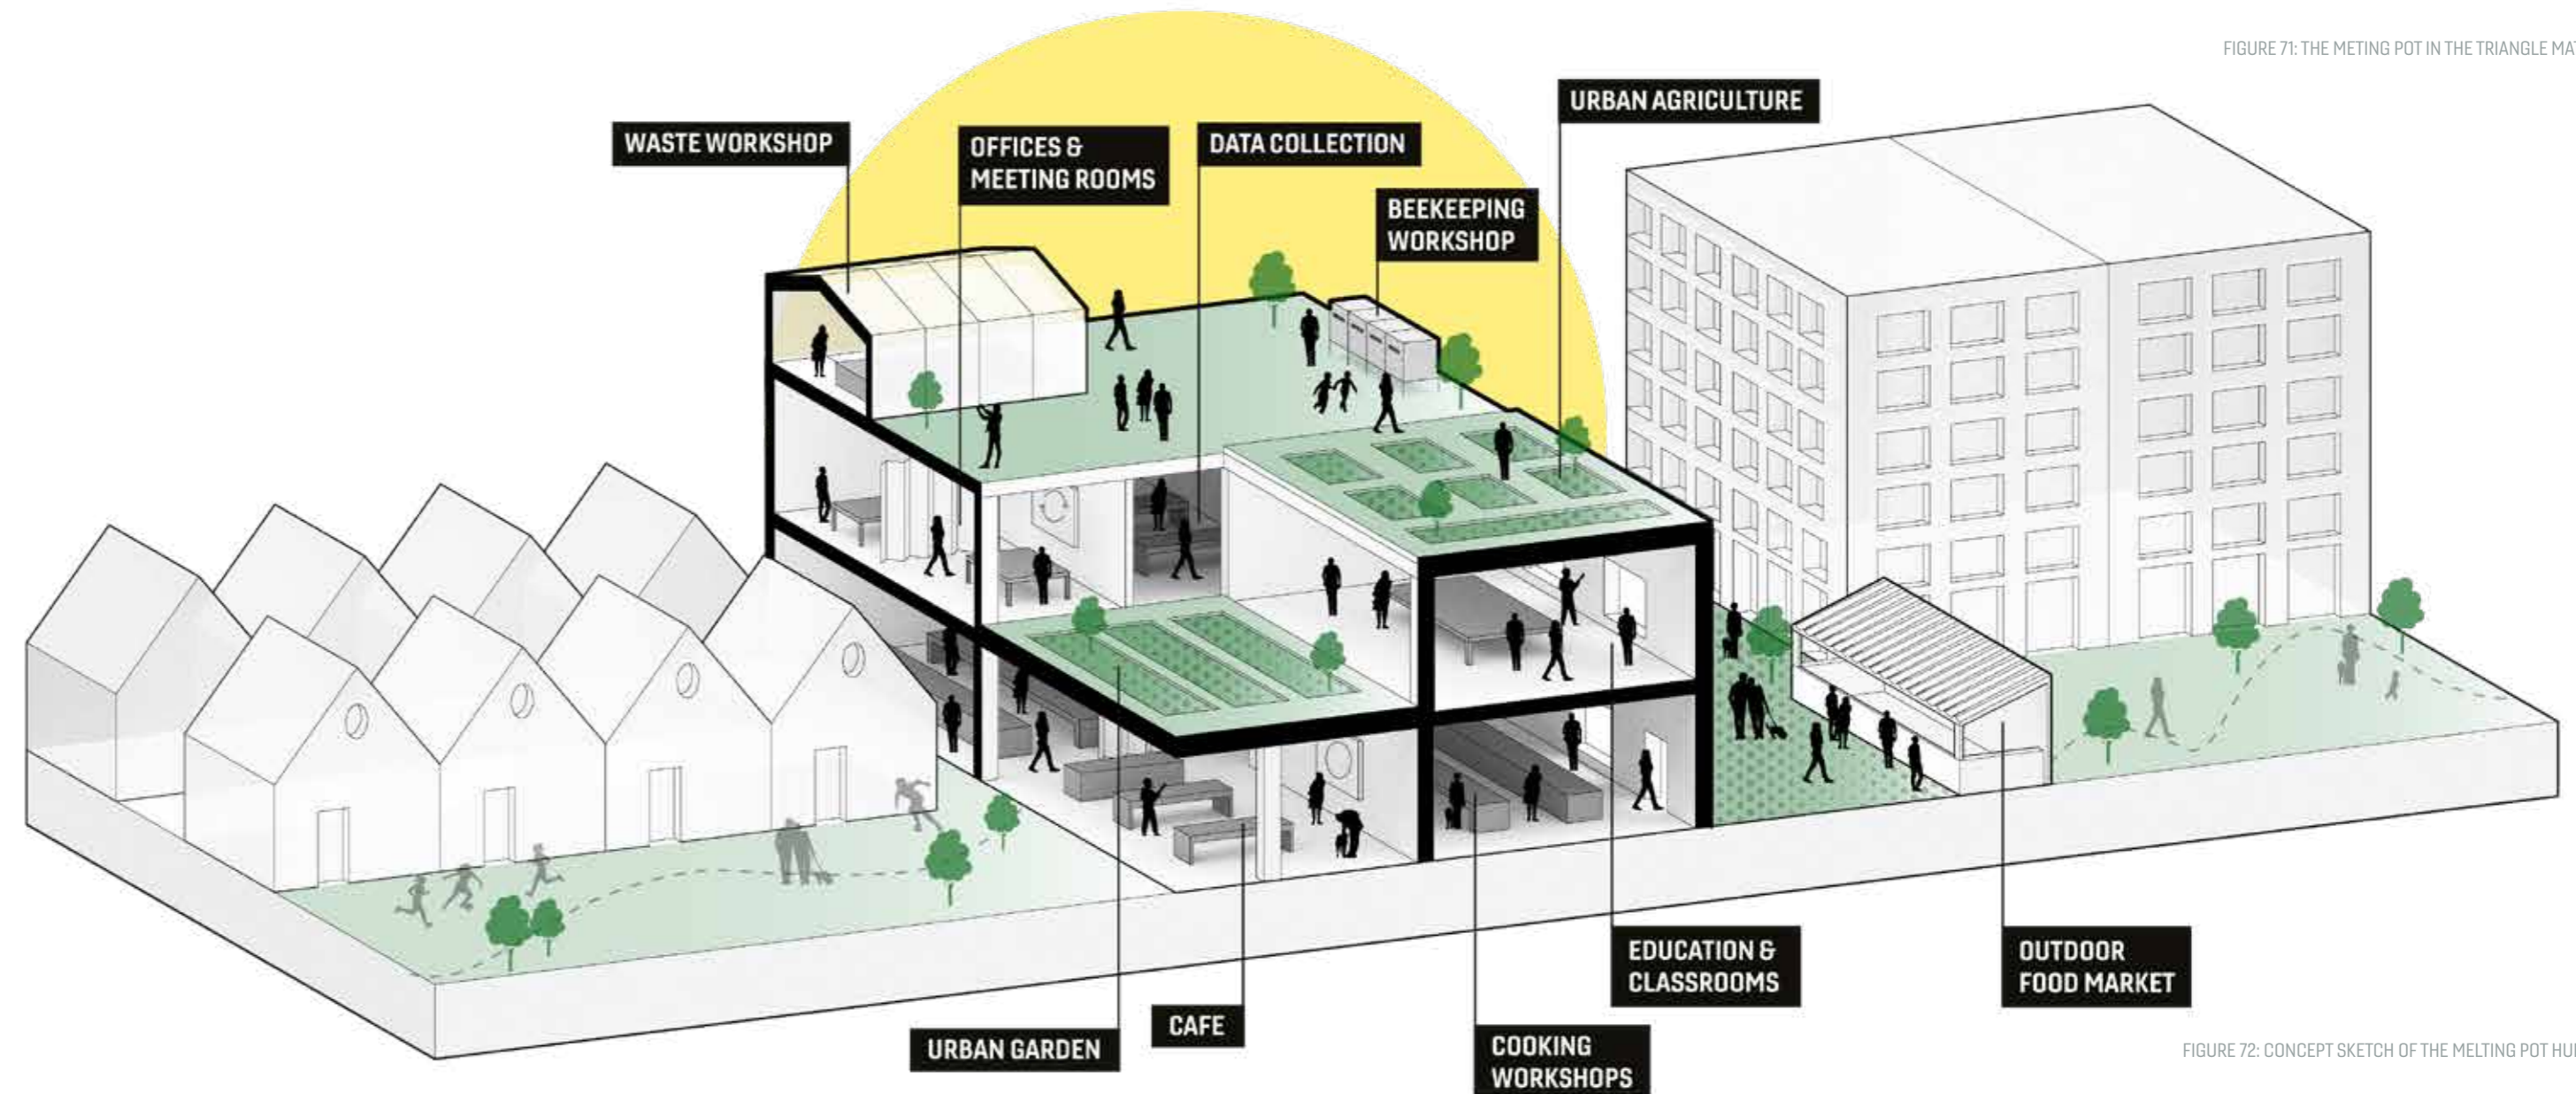 FIGURE 71: THE METING POT IN THE TRIANGLE MA
URBAN AGRICULTURE
WASTE WORKSHOP
OFFICES &
MEETING ROOMS
DATA COLLECTION
BEEKEEPING
WORKSHOP
EDUCATION &
CLASSROOMS
OUTDOOR
FOOD MARKET
CAFE
URBAN GARDEN
COOKING
WORKSHOPS
FIGURE 72: CONCEPT SKETCH OF THE MELTING POT HU